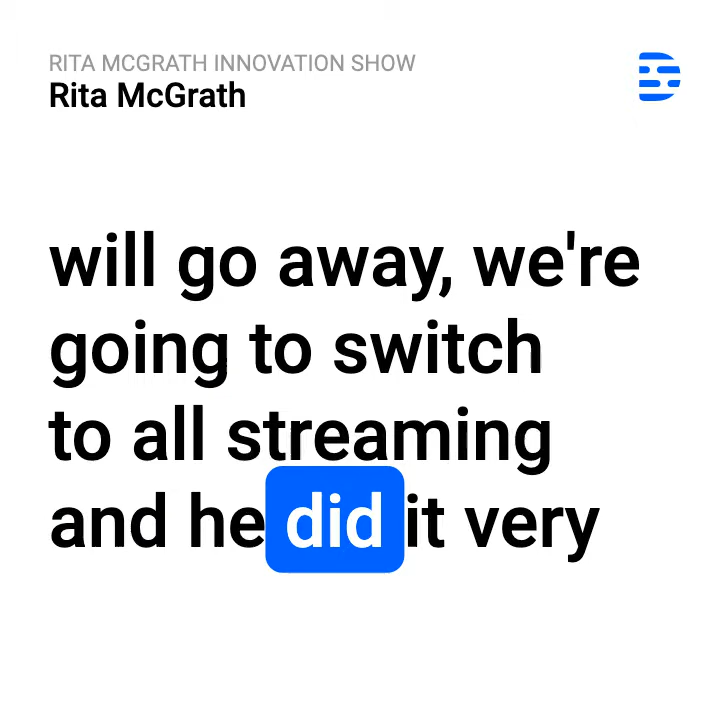 RITA MCGRATH INNOVATION SHOW
Rita McGrath
will go away, we're
going to switch
to all streaming
and he did it very